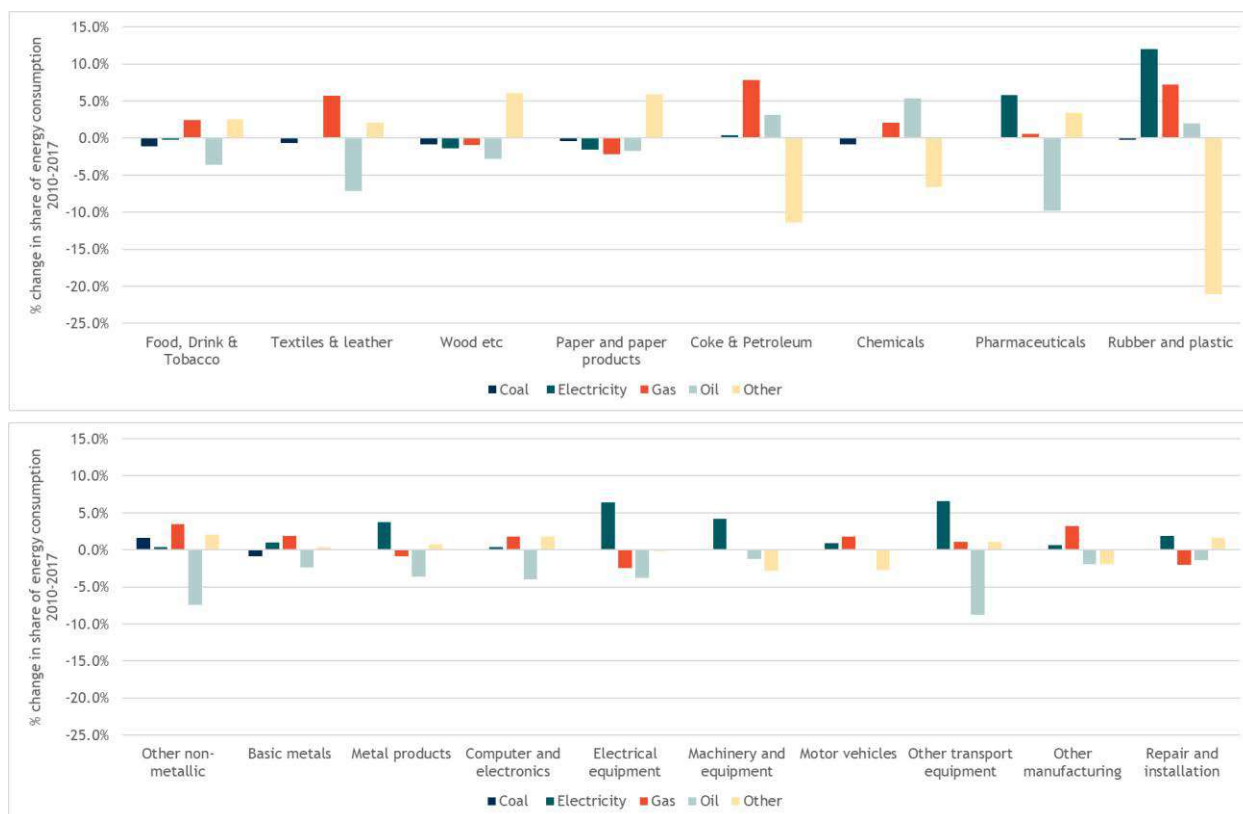 % change in share of energy consumption
2010-2017
15.0%
10.0%
5.0%
0.0%
-5.0%
-10.0%
-15.0%
-20.0%
-25.0%
Food, Drink &
Tobacco
Textiles & leather
Wood etc
Paper and paper
products
Coke & Petroleum
Chemicals
Pharmaceuticals
Rubber and plastic
Coal Electricity Gas Oil Other
% change in share of energy consumption
2010-2017
15.0%
10.0%
5.0%
0.0%
-5.0%
-10.0%
-15.0%
-20.0%
-25.0%
Other non-
metallic
Basic metals
Metal products
Computer and
electronics
Electrical
equipment
Machinery and
equipment
Motor vehicles
Other transport
equipment
Other
manufacturing
Repair and
installation
Coal Electricity Gas Oil Other